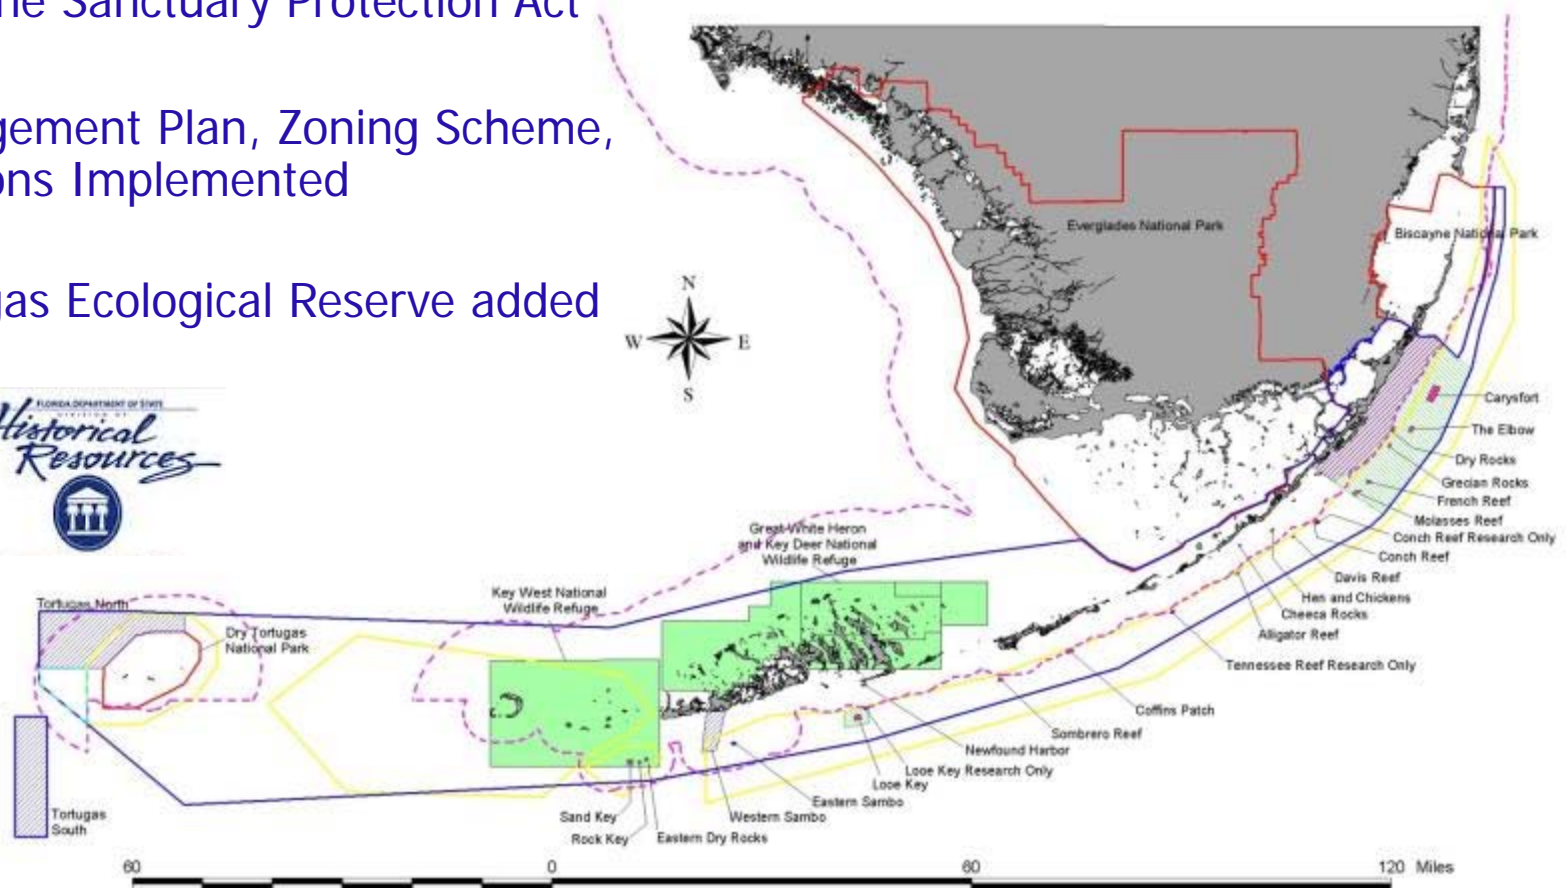 ne Sanctuary Protection Act
gement Plan, Zoning Scheme,
ons Implemented
gas Ecological Reserve added
FLORIDA DEPARTMENT OF STATE
DIVISION OF
Historical
Resources
N
W
E
S
Everglades National Park
Biscayne National Park
Carysfort
The Elbow
Dry Rocks
Grecian Rocks
French Reef
Molasses Reef
Conch Reef Research Only
Conch Reef
Davis Reef
Hen and Chickens
Cheeca Rocks
Alligator Reef
Tennessee Reef Research Only
Coffins Patch
Sombrero Reef
Newfound Harbor
Looe Key Research Only
Looe Key
Eastern Sambo
Western Sambo
Eastern Dry Rocks
Rock Key
Sand Key
Great White Heron
and Key Deer National
Wildlife Refuge
Key West National
Wildlife Refuge
Tortugas North
Dry Tortugas
National Park
Tortugas
South
60
0
60
120 Miles